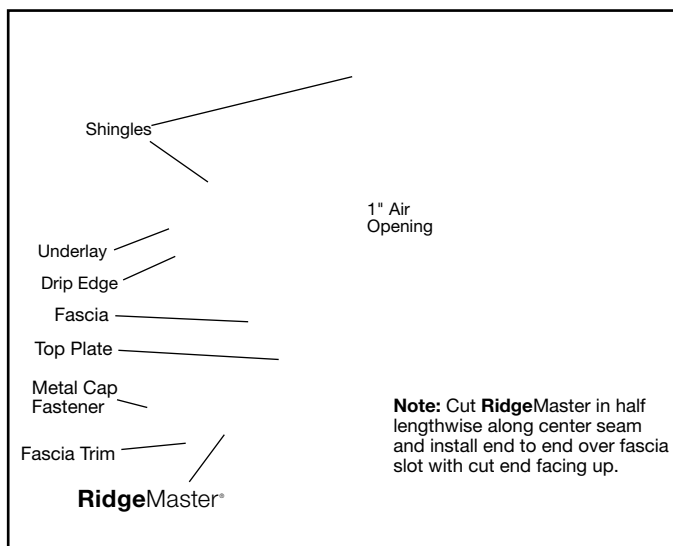 Shingles
1" Air
Opening
Underlay
Drip Edge
Fascia
Top Plate
Metal Cap
Fastener
Note: Cut RidgeMaster in half
lengthwise along center seam
and install end to end over fascia
slot with cut end facing up.
Fascia Trim
RidgeMaster®